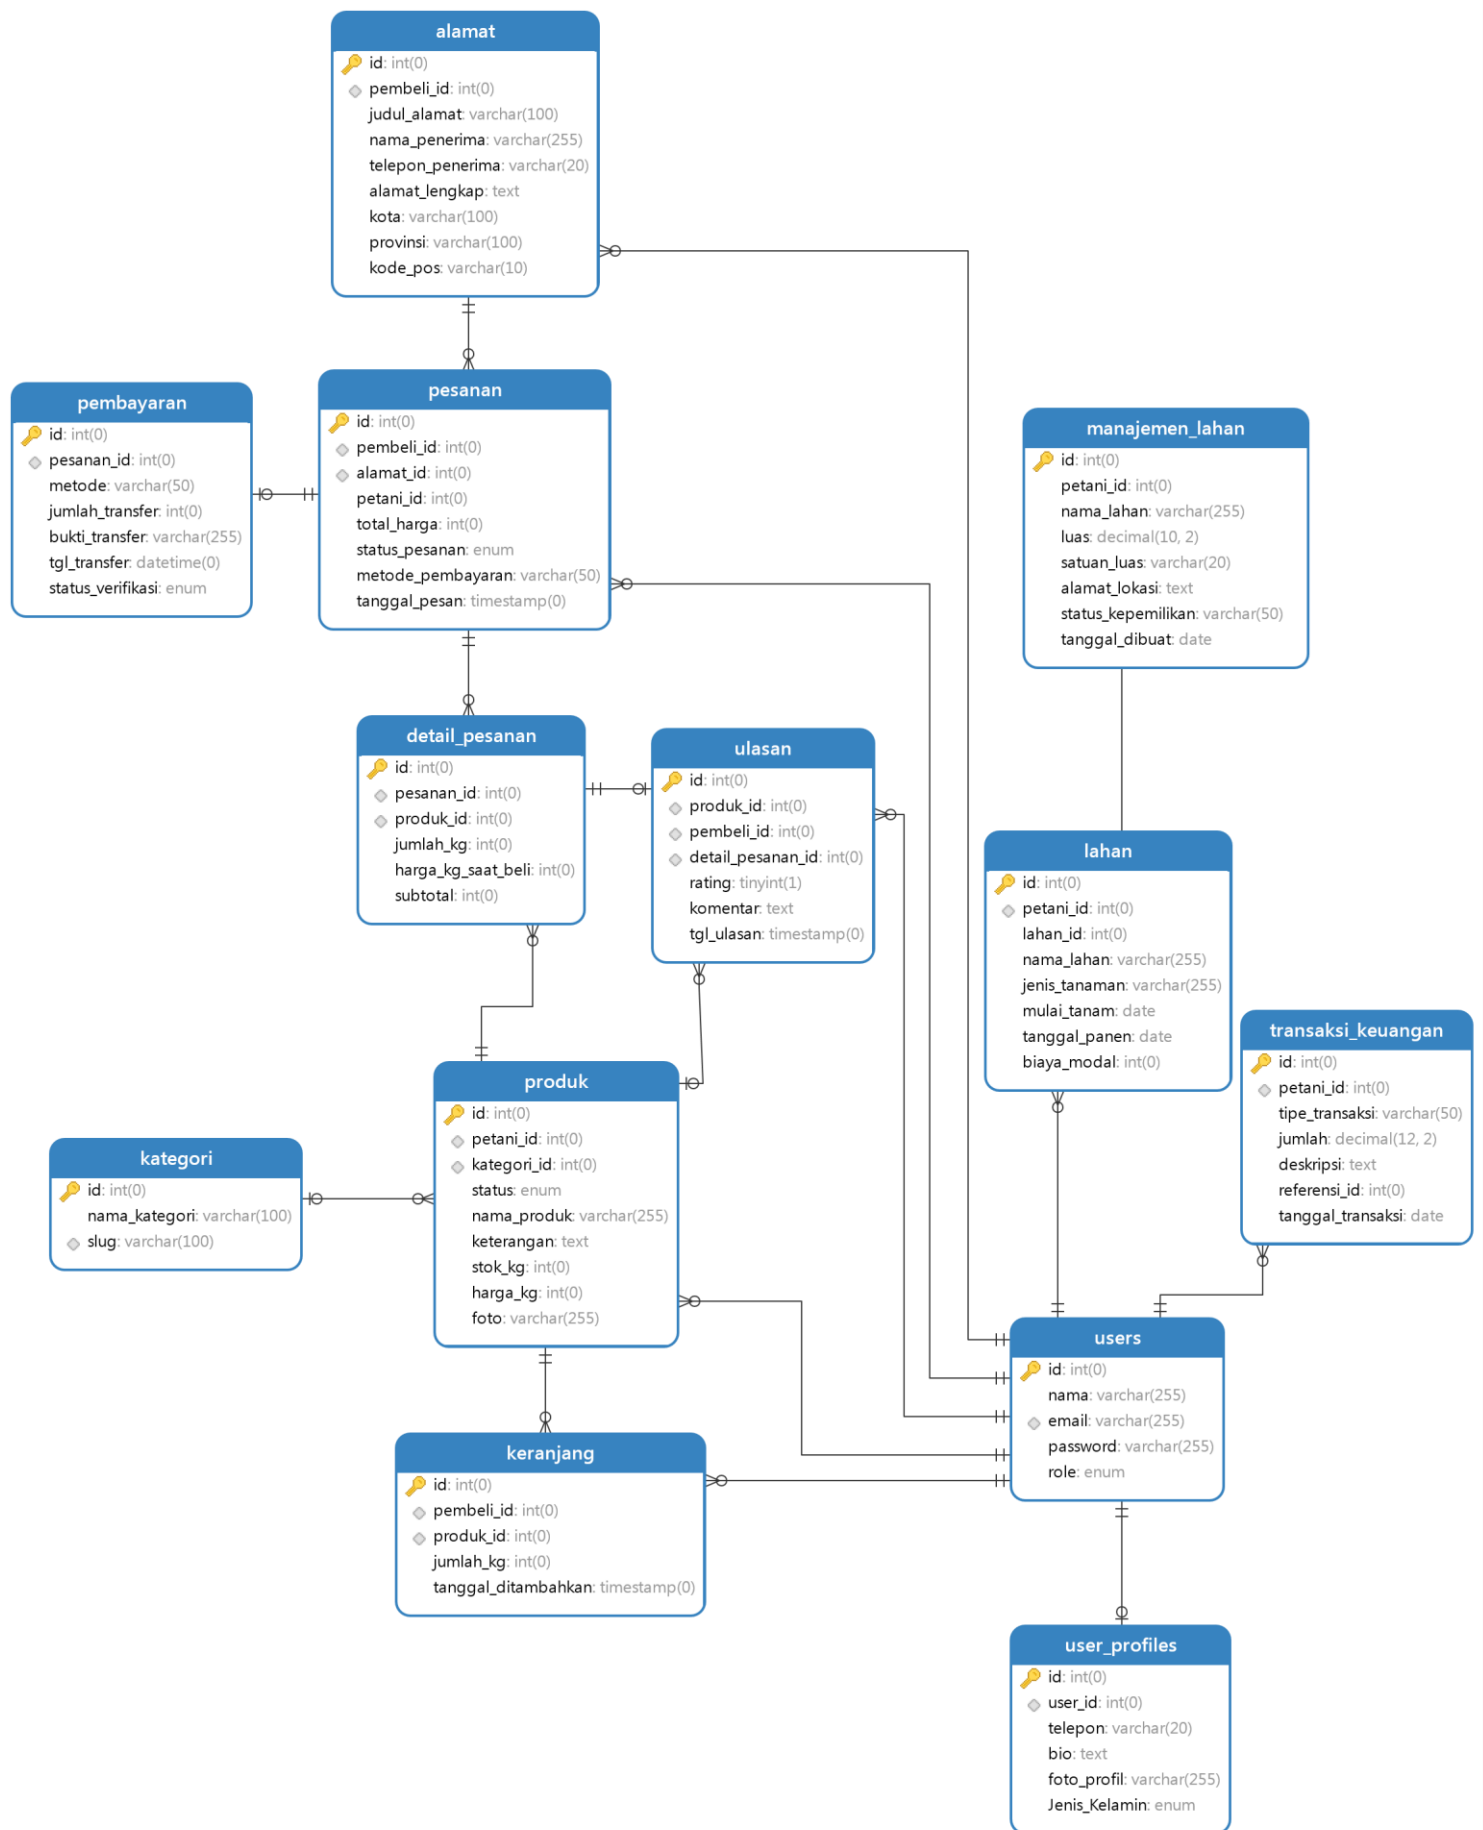 alamat
id: int(0)
pembeli_id: int(0)
judul_alamat: varchar(100)
nama_penerima: varchar(255)
telepon_penerima: varchar(20)
alamat_lengkap: text
kota: varchar(100)
provinsi: varchar(100)
kode_pos: varchar(10)
pembayaran
id: int(0)
pesanan_id: int(0)
metode: varchar(50)
jumlah_transfer: int(0)
bukti_transfer: varchar(255)
tgl_transfer: datetime(0)
status_verifikasi: enum
pesanan
id: int(0)
pembeli_id: int(0)
alamat_id: int(0)
petani_id: int(0)
total_harga: int(0)
status_pesanan: enum
metode_pembayaran: varchar(50)
tanggal_pesan: timestamp(0)
manajemen_lahan
id: int(0)
petani_id: int(0)
nama_lahan: varchar(255)
luas: decimal(10, 2)
satuan_luas: varchar(20)
alamat_lokasi: text
status_kepemilikan: varchar(50)
tanggal_dibuat: date
detail_pesanan
id: int(0)
pesanan_id: int(0)
produk_id: int(0)
jumlah_kg: int(0)
harga_kg_saat_beli: int(0)
subtotal: int(0)
ulasan
id: int(0)
produk_id: int(0)
pembeli_id: int(0)
detail_pesanan_id: int(0)
rating: tinyint(1)
komentar: text
tgl_ulasan: timestamp(0)
lahan
id: int(0)
petani_id: int(0)
lahan_id: int(0)
nama_lahan: varchar(255)
jenis_tanaman: varchar(255)
mulai_tanam: date
tanggal_panen: date
biaya_modal: int(0)
transaksi_keuangan
id: int(0)
petani_id: int(0)
tipe_transaksi: varchar(50)
jumlah: decimal(12, 2)
deskripsi: text
referensi_id: int(0)
tanggal_transaksi: date
kategori
id: int(0)
nama_kategori: varchar(100)
slug: varchar(100)
produk
id: int(0)
petani_id: int(0)
kategori_id: int(0)
status: enum
nama_produk: varchar(255)
keterangan: text
stok_kg: int(0)
harga_kg: int(0)
foto: varchar(255)
users
id: int(0)
nama: varchar(255)
email: varchar(255)
password: varchar(255)
role: enum
keranjang
id: int(0)
pembeli_id: int(0)
produk_id: int(0)
jumlah_kg: int(0)
tanggal_ditambahkan: timestamp(0)
user_profiles
id: int(0)
user_id: int(0)
telepon: varchar(20)
bio: text
foto_profil: varchar(255)
Jenis_Kelamin: enum